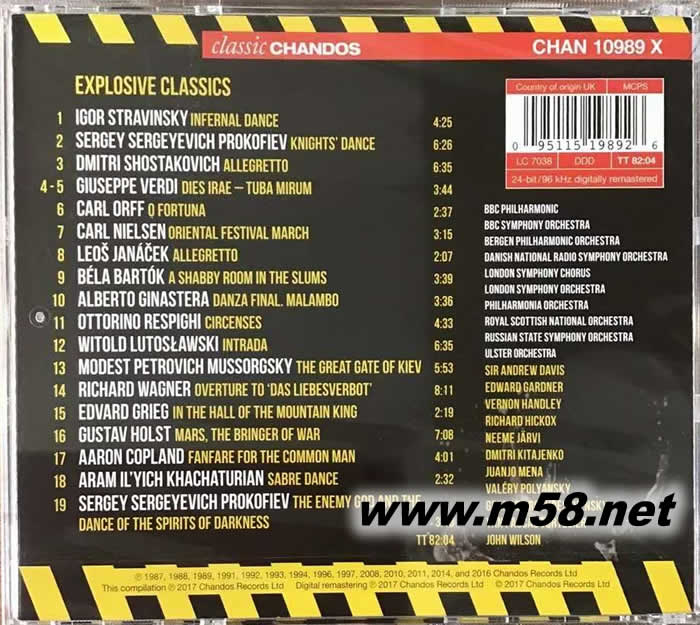 classic CHANDOS
CHAN 10989 X
EXPLOSIVE CLASSICS
1 IGOR STRAVINSKY INFERNAL DANCE 4:25
2 SERGEY SERGEYEVICH PROKOFIEV KNIGHTS' DANCE 6:26
3 DMITRI SHOSTAKOVICH ALLEGRETTO 6:35
4-5 GIUSEPPE VERDI DIES IRAE – TUBA MIRUM 3:44
6 CARL ORFF O FORTUNA 2:37
7 CARL NIELSEN ORIENTAL FESTIVAL MARCH 3:15
8 LEOŠ JANÁČEK ALLEGRETTO 2:07
9 BÉLA BARTÓK A SHABBY ROOM IN THE SLUMS 3:39
10 ALBERTO GINASTERA DANZA FINAL. MALAMBO 3:36
11 OTTORINO RESPIGHI CIRCENSES 4:33
12 WITOLD LUTOSŁAWSKI INTRADA 6:35
13 MODEST PETROVICH MUSSORGSKY THE GREAT GATE OF KIEV 5:53
14 RICHARD WAGNER OVERTURE TO 'DAS LIEBESVERBOT' 8:11
15 EDVARD GRIEG IN THE HALL OF THE MOUNTAIN KING 2:19
16 GUSTAV HOLST MARS, THE BRINGER OF WAR 7:08
17 AARON COPLAND FANFARE FOR THE COMMON MAN 4:01
18 ARAM IL'YICH KHACHATURIAN SABRE DANCE 2:32
19 SERGEY SERGEYEVICH PROKOFIEV THE ENEMY GOD AND THE
DANCE OF THE SPIRITS OF DARKNESS
TT 82:04
Country of origin UK MCPS
0 95115 19892 6
LC 7038 DDD TT 82:04
24-bit/96 kHz digitally remastered
BBC PHILHARMONIC
BBC SYMPHONY ORCHESTRA
BERGEN PHILHARMONIC ORCHESTRA
DANISH NATIONAL RADIO SYMPHONY ORCHESTRA
LONDON SYMPHONY CHORUS
LONDON SYMPHONY ORCHESTRA
PHILHARMONIA ORCHESTRA
ROYAL SCOTTISH NATIONAL ORCHESTRA
RUSSIAN STATE SYMPHONY ORCHESTRA
ULSTER ORCHESTRA
SIR ANDREW DAVIS
EDWARD GARDNER
VERNON HANDLEY
RICHARD HICKOX
NEEME JÄRVI
DMITRI KITAJENKO
JUANJO MENA
VALÉRY POLYANSKY
JOHN WILSON
www.m58.net
℗ 1987, 1988, 1989, 1991, 1992, 1993, 1994, 1996, 1997, 2008, 2010, 2011, 2014, and 2016 Chandos Records Ltd
This compilation ℗ 2017 Chandos Records Ltd Digital remastering ℗ 2017 Chandos Records Ltd © 2017 Chandos Records Ltd